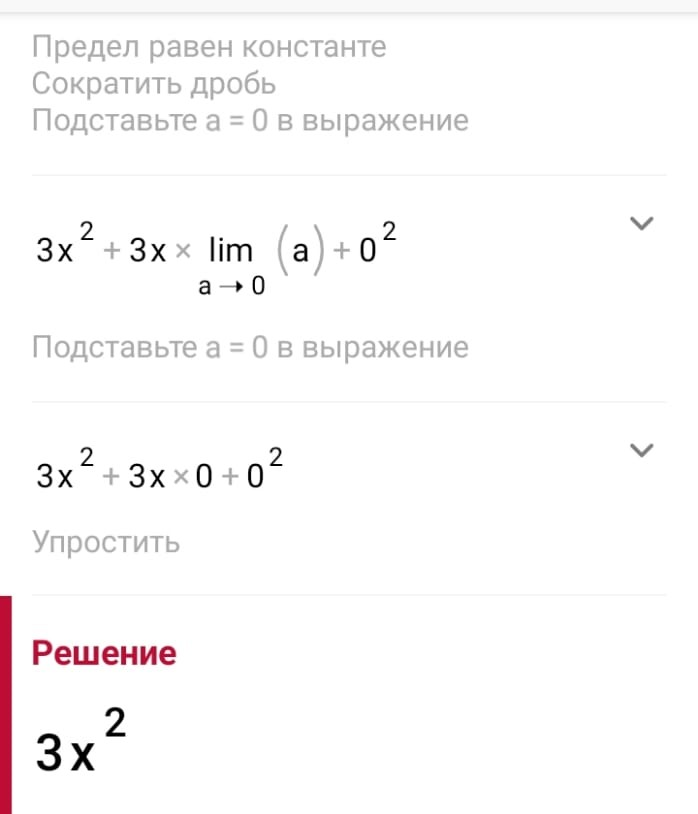 Предел равен константе
Сократить дробь
Подставьте a = 0 в выражение
3x² + 3x × lim (a) + 0²
a → 0
Подставьте a = 0 в выражение
3x² + 3x × 0 + 0²
Упростить
Решение
3x²